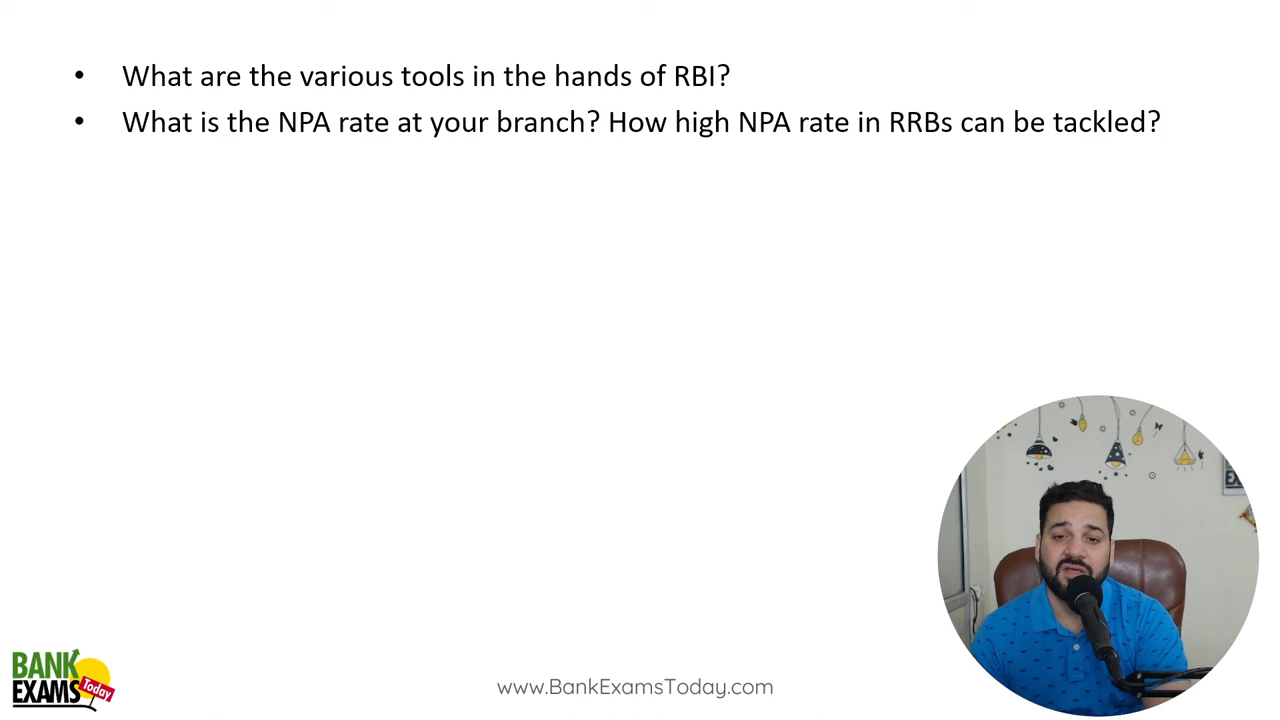 • What are the various tools in the hands of RBI?
• What is the NPA rate at your branch? How high NPA rate in RRBs can be tackled?
BANK
EXAMS
Today
www.BankExamsToday.com